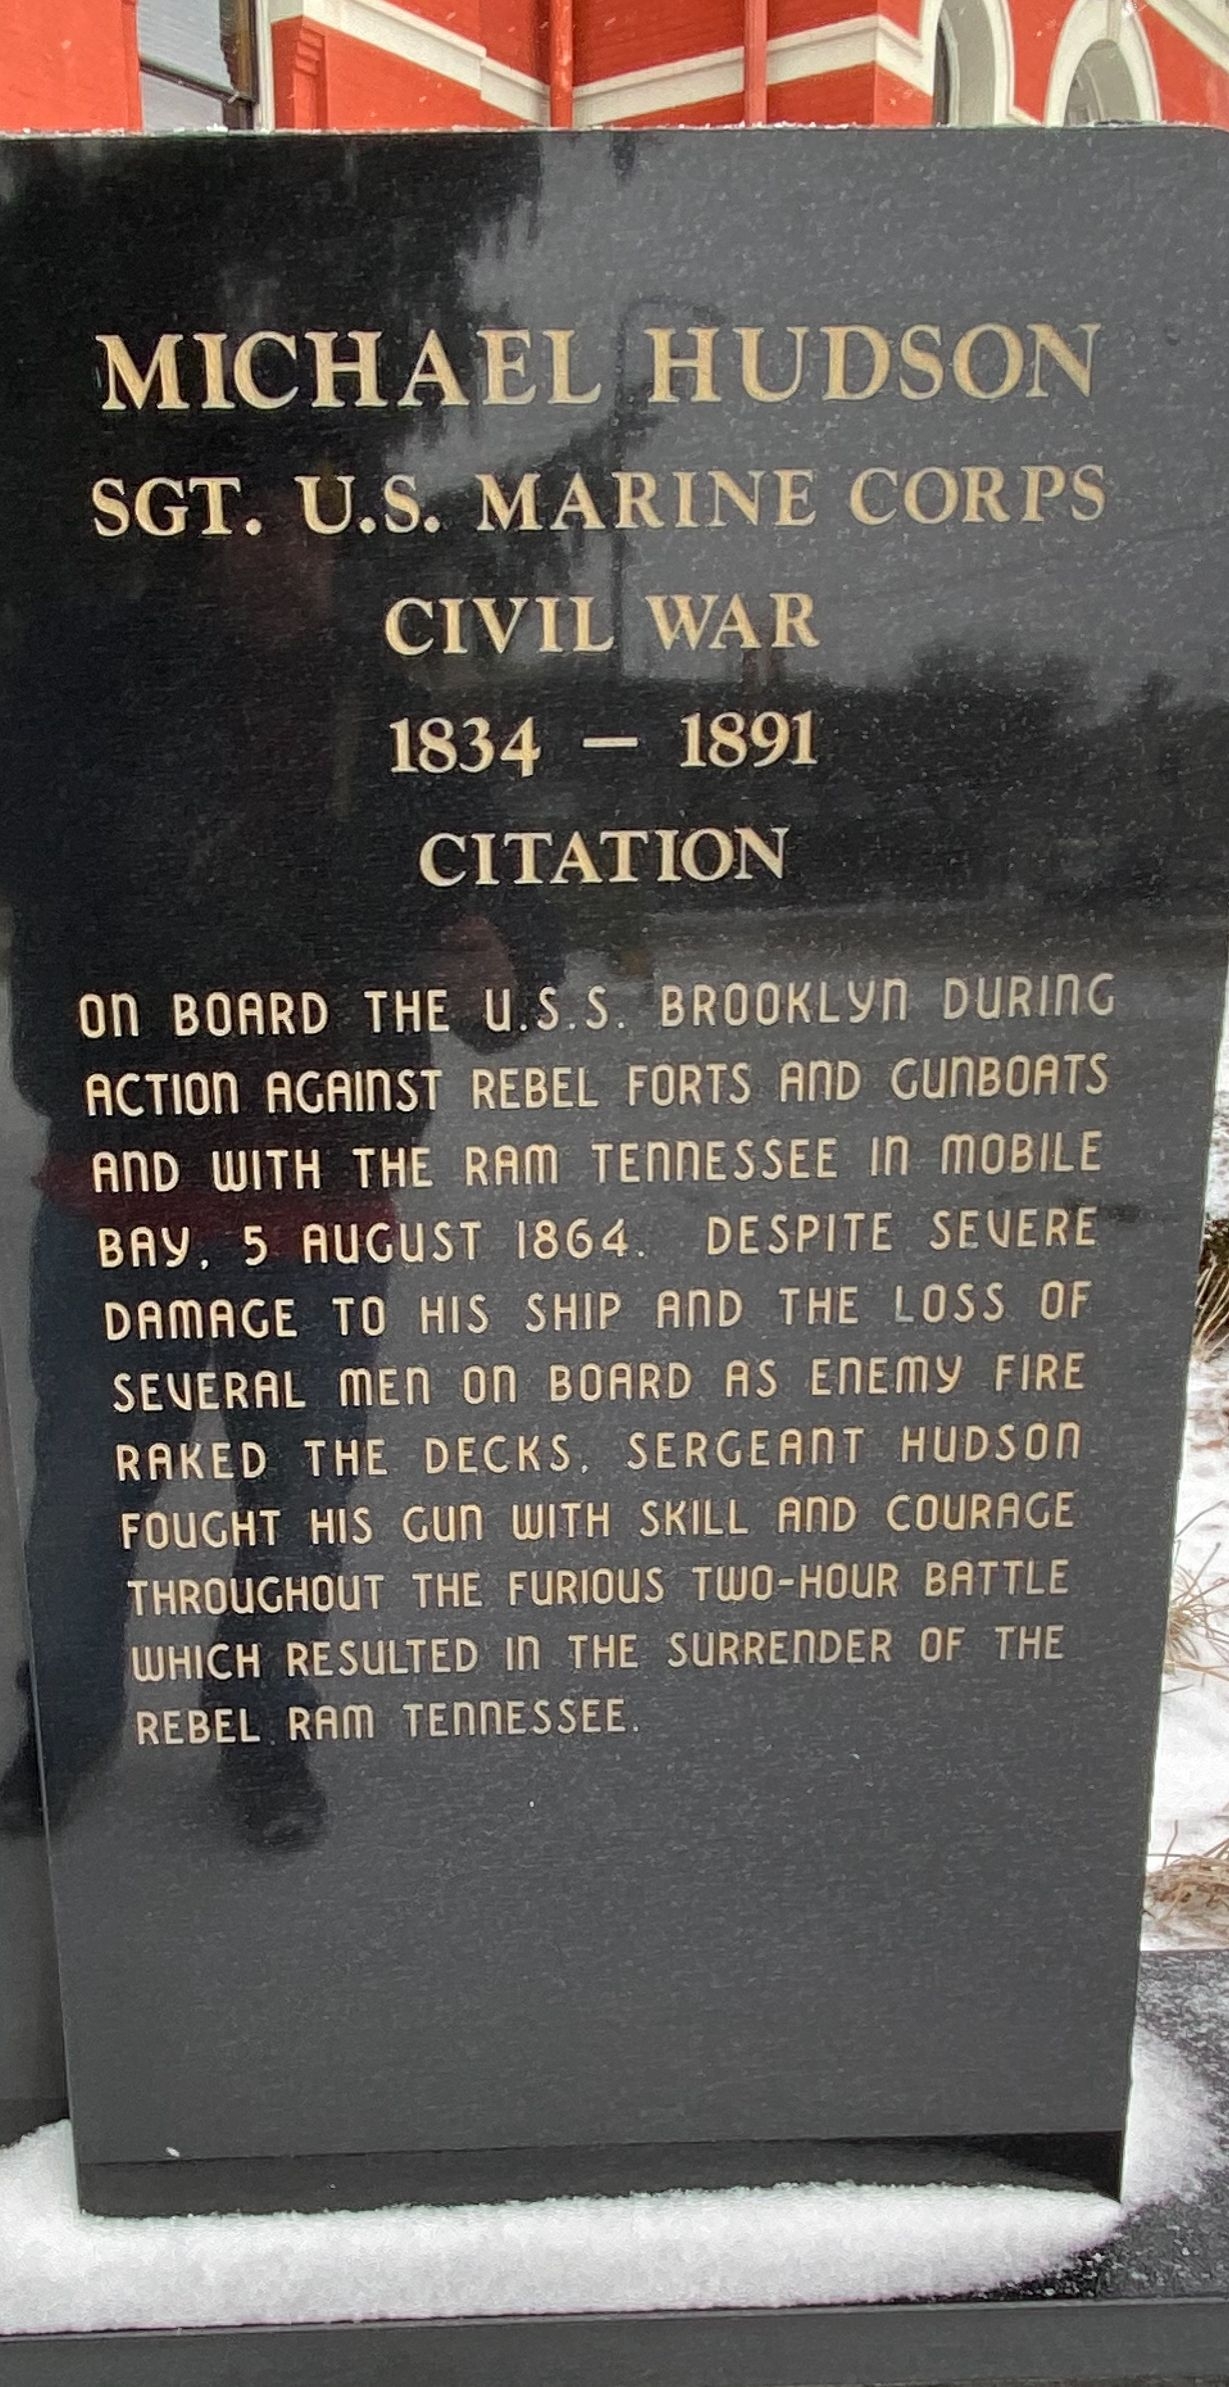 MICHAEL HUDSON
SGT. U.S. MARINE CORPS
CIVIL WAR
1834 – 1891
CITATION
ON BOARD THE U.S.S. BROOKLYN DURING
ACTION AGAINST REBEL FORTS AND GUNBOATS
AND WITH THE RAM TENNESSEE IN MOBILE
BAY, 5 AUGUST 1864. DESPITE SEVERE
DAMAGE TO HIS SHIP AND THE LOSS OF
SEVERAL MEN ON BOARD AS ENEMY FIRE
RAKED THE DECKS, SERGEANT HUDSON
FOUGHT HIS GUN WITH SKILL AND COURAGE
THROUGHOUT THE FURIOUS TWO-HOUR BATTLE
WHICH RESULTED IN THE SURRENDER OF THE
REBEL RAM TENNESSEE.